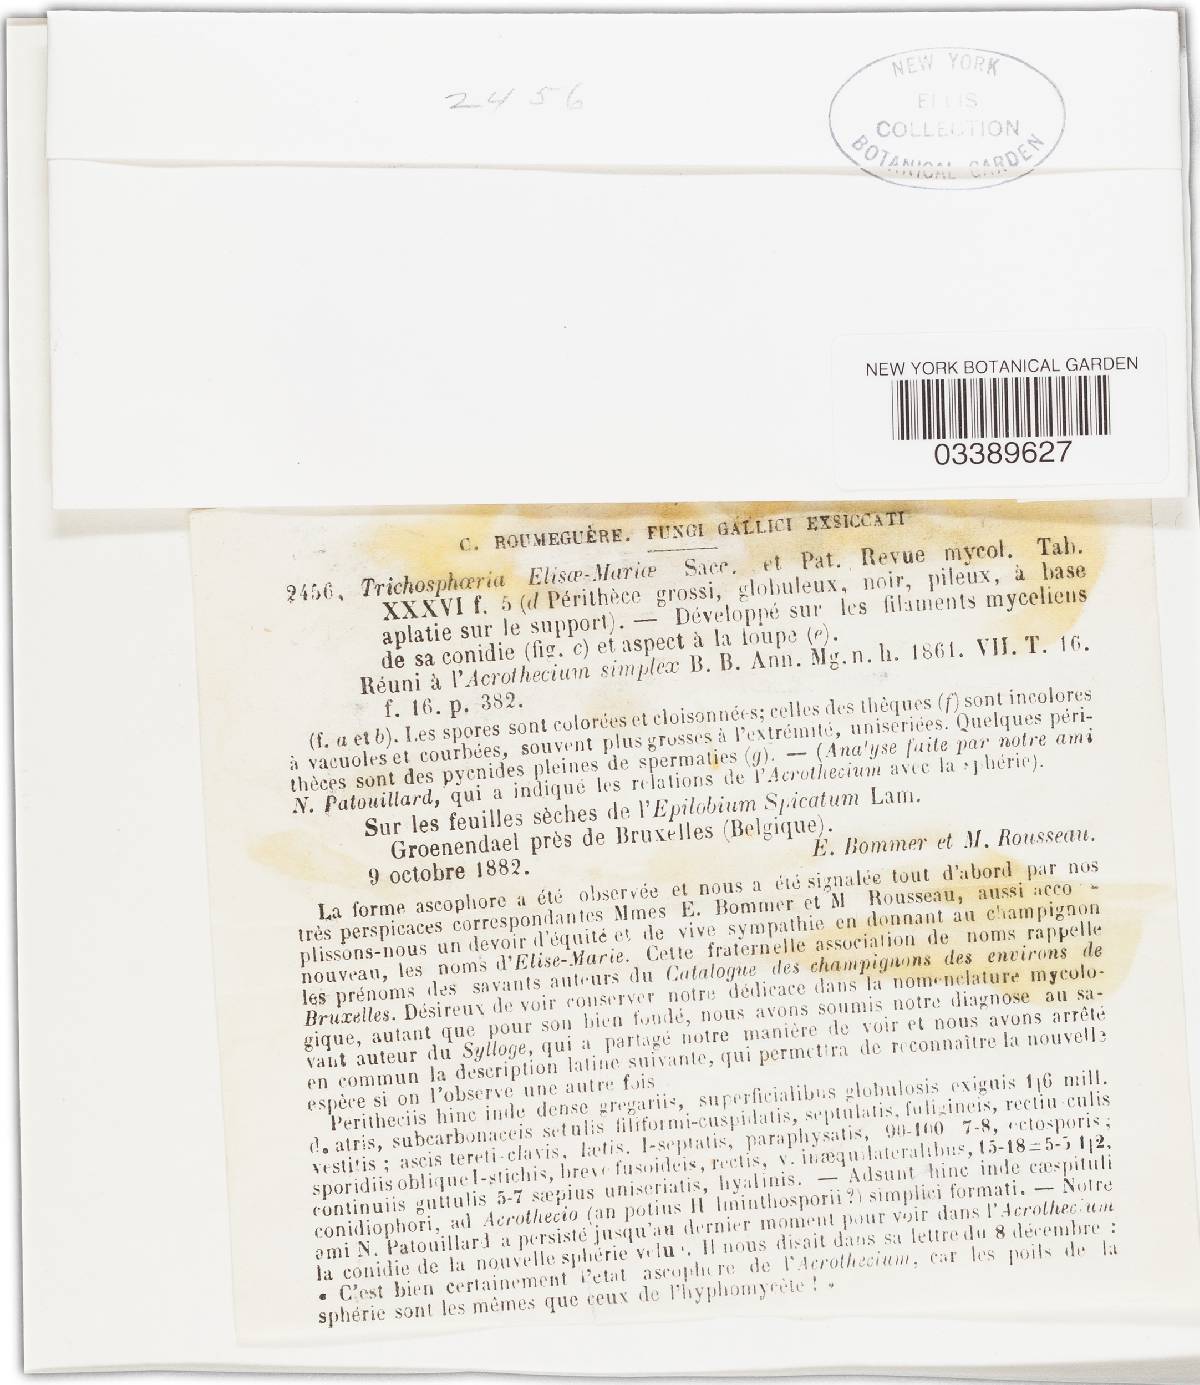 2456
NEW YORK
ELLIS
COLLECTION
BOTANICAL GARDEN
NEW YORK BOTANICAL GARDEN
03389627
C. ROUMEGUÈRE. FUNGI GALLICI EXSICCATI
2456. Trichosphæria Elisæ-Mariæ Sacc. et Pat. Revue mycol. Tab.
XXXVI f. 5 (d Périthèce grossi, globuleux, noir, pileux, à base
aplatie sur le support). — Développé sur les filaments myceliens
de sa conidie (fig. c) et aspect à la loupe (e).
Réuni à l'Acrothecium simplex B. B. Ann. Mg. n. h. 1861. VII. T. 16.
f. 16. p. 382.
(f. a et b). Les spores sont colorées et cloisonnées; celles des thèques (f) sont incolores
à vacuoles et courbées, souvent plus grosses à l'extrémité, uniseriées. Quelques péri-
thèces sont des pycnides pleines de spermaties (g). — (Analyse faite par notre ami
N. Patouillard, qui a indiqué les relations de l'Acrothecium avec la sphérie).
Sur les feuilles sèches de l'Epilobium Spicatum Lam.
Groenendael près de Bruxelles (Belgique).
9 octobre 1882.
E. Bommer et M. Rousseau.
La forme ascophore a été observée et nous a été signalée tout d'abord par nos
très perspicaces correspondantes Mmes E. Bommer et M Rousseau, aussi acco -
plissons-nous un devoir d'équité et de vive sympathie en donnant au champignon
nouveau, les noms d'Elise-Marie. Cette fraternelle association de noms rappelle
les prénoms des savants auteurs du Catalogue des champignons des environs de
Bruxelles. Désireux de voir conserver notre dédicace dans la nomenclature mycolo-
gique, autant que pour son bien fondé, nous avons soumis notre diagnose au sa-
vant auteur du Sylloge, qui a partagé notre manière de voir et nous avons arrêté
en commun la description latine suivante, qui permettra de reconnaître la nouvelle
espèce si on l'observe une autre fois
Peritheciis hinc inde dense gregariis, superficialibus globulosis exiguis 1|6 mill.
d. atris, subcarbonaceis setulis filiformi-cuspidatis, septulatis, fuligineis, rectiu culis
vestitis; ascis tereti-clavis, lætis. 1-septatis, paraphysatis, 90-100 7-8, octosporis;
sporidiis oblique 1-stichis, breve fusoideis, rectis, v. inæquilateralibus, 15-18=5-5 1|2,
continuiis guttulis 5-7 sæpius uniseriatis, hyalinis. — Adsunt hinc inde cæspituli
conidiophori, ad Acrothecio (an potius H lminthosporii?) simplici formati. — Notre
ami N. Patouillard a persisté jusqu'au dernier moment pour voir dans l'Acrothecium
la conidie de la nouvelle sphérie velue. Il nous disait dans sa lettre du 8 décembre :
« C'est bien certainement l'etat ascophore de l'Acrothecium, car les poils de la
sphérie sont les mêmes que ceux de l'hyphomycète ! »